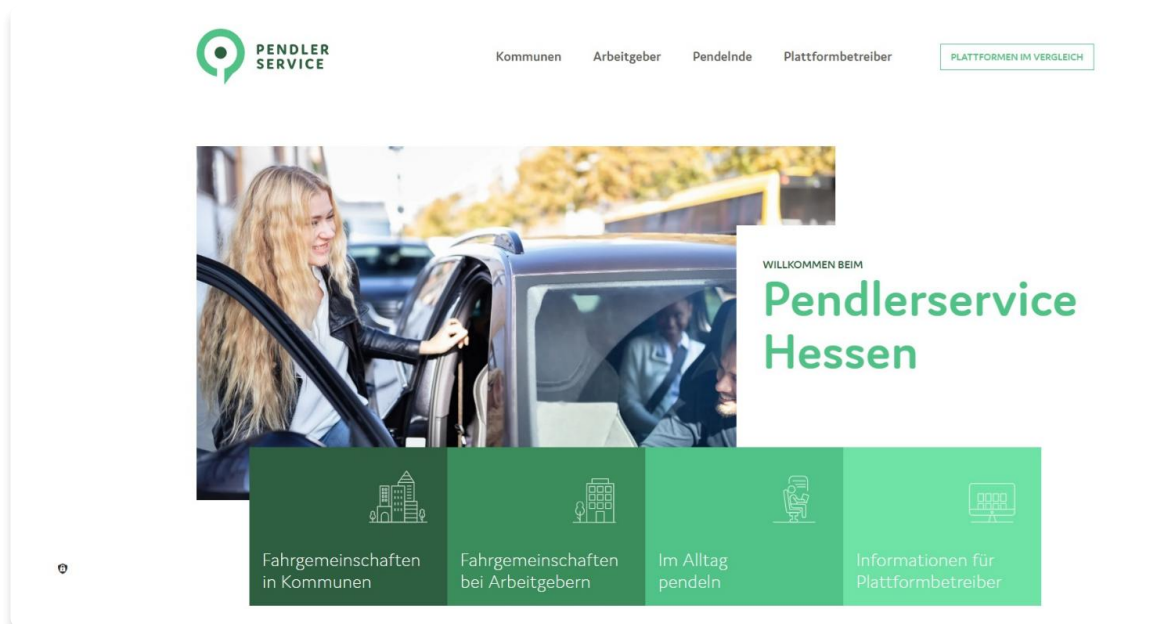 PENDLER
SERVICE
Kommunen Arbeitgeber Pendelnde Plattformbetreiber PLATTFORMEN IM VERGLEICH
WILLKOMMEN BEIM
Pendlerservice
Hessen
Fahrgemeinschaften
in Kommunen
Fahrgemeinschaften
bei Arbeitgebern
Im Alltag
pendeln
Informationen für
Plattformbetreiber